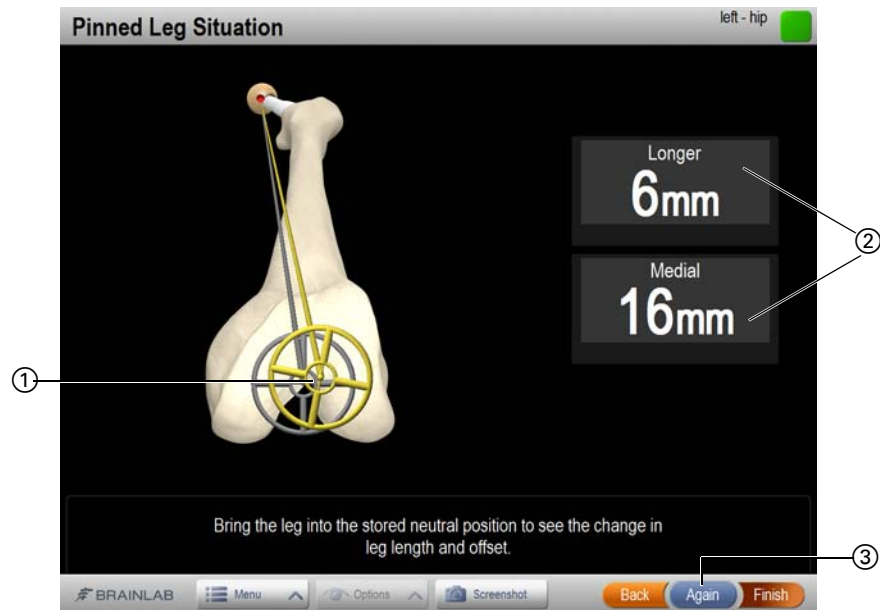 Pinned Leg Situation
left - hip
Longer
6mm
Medial
16mm
①
②
③
Bring the leg into the stored neutral position to see the change in
leg length and offset.
BRAINLAB
Menu
Options
Screenshot
Back
Again
Finish